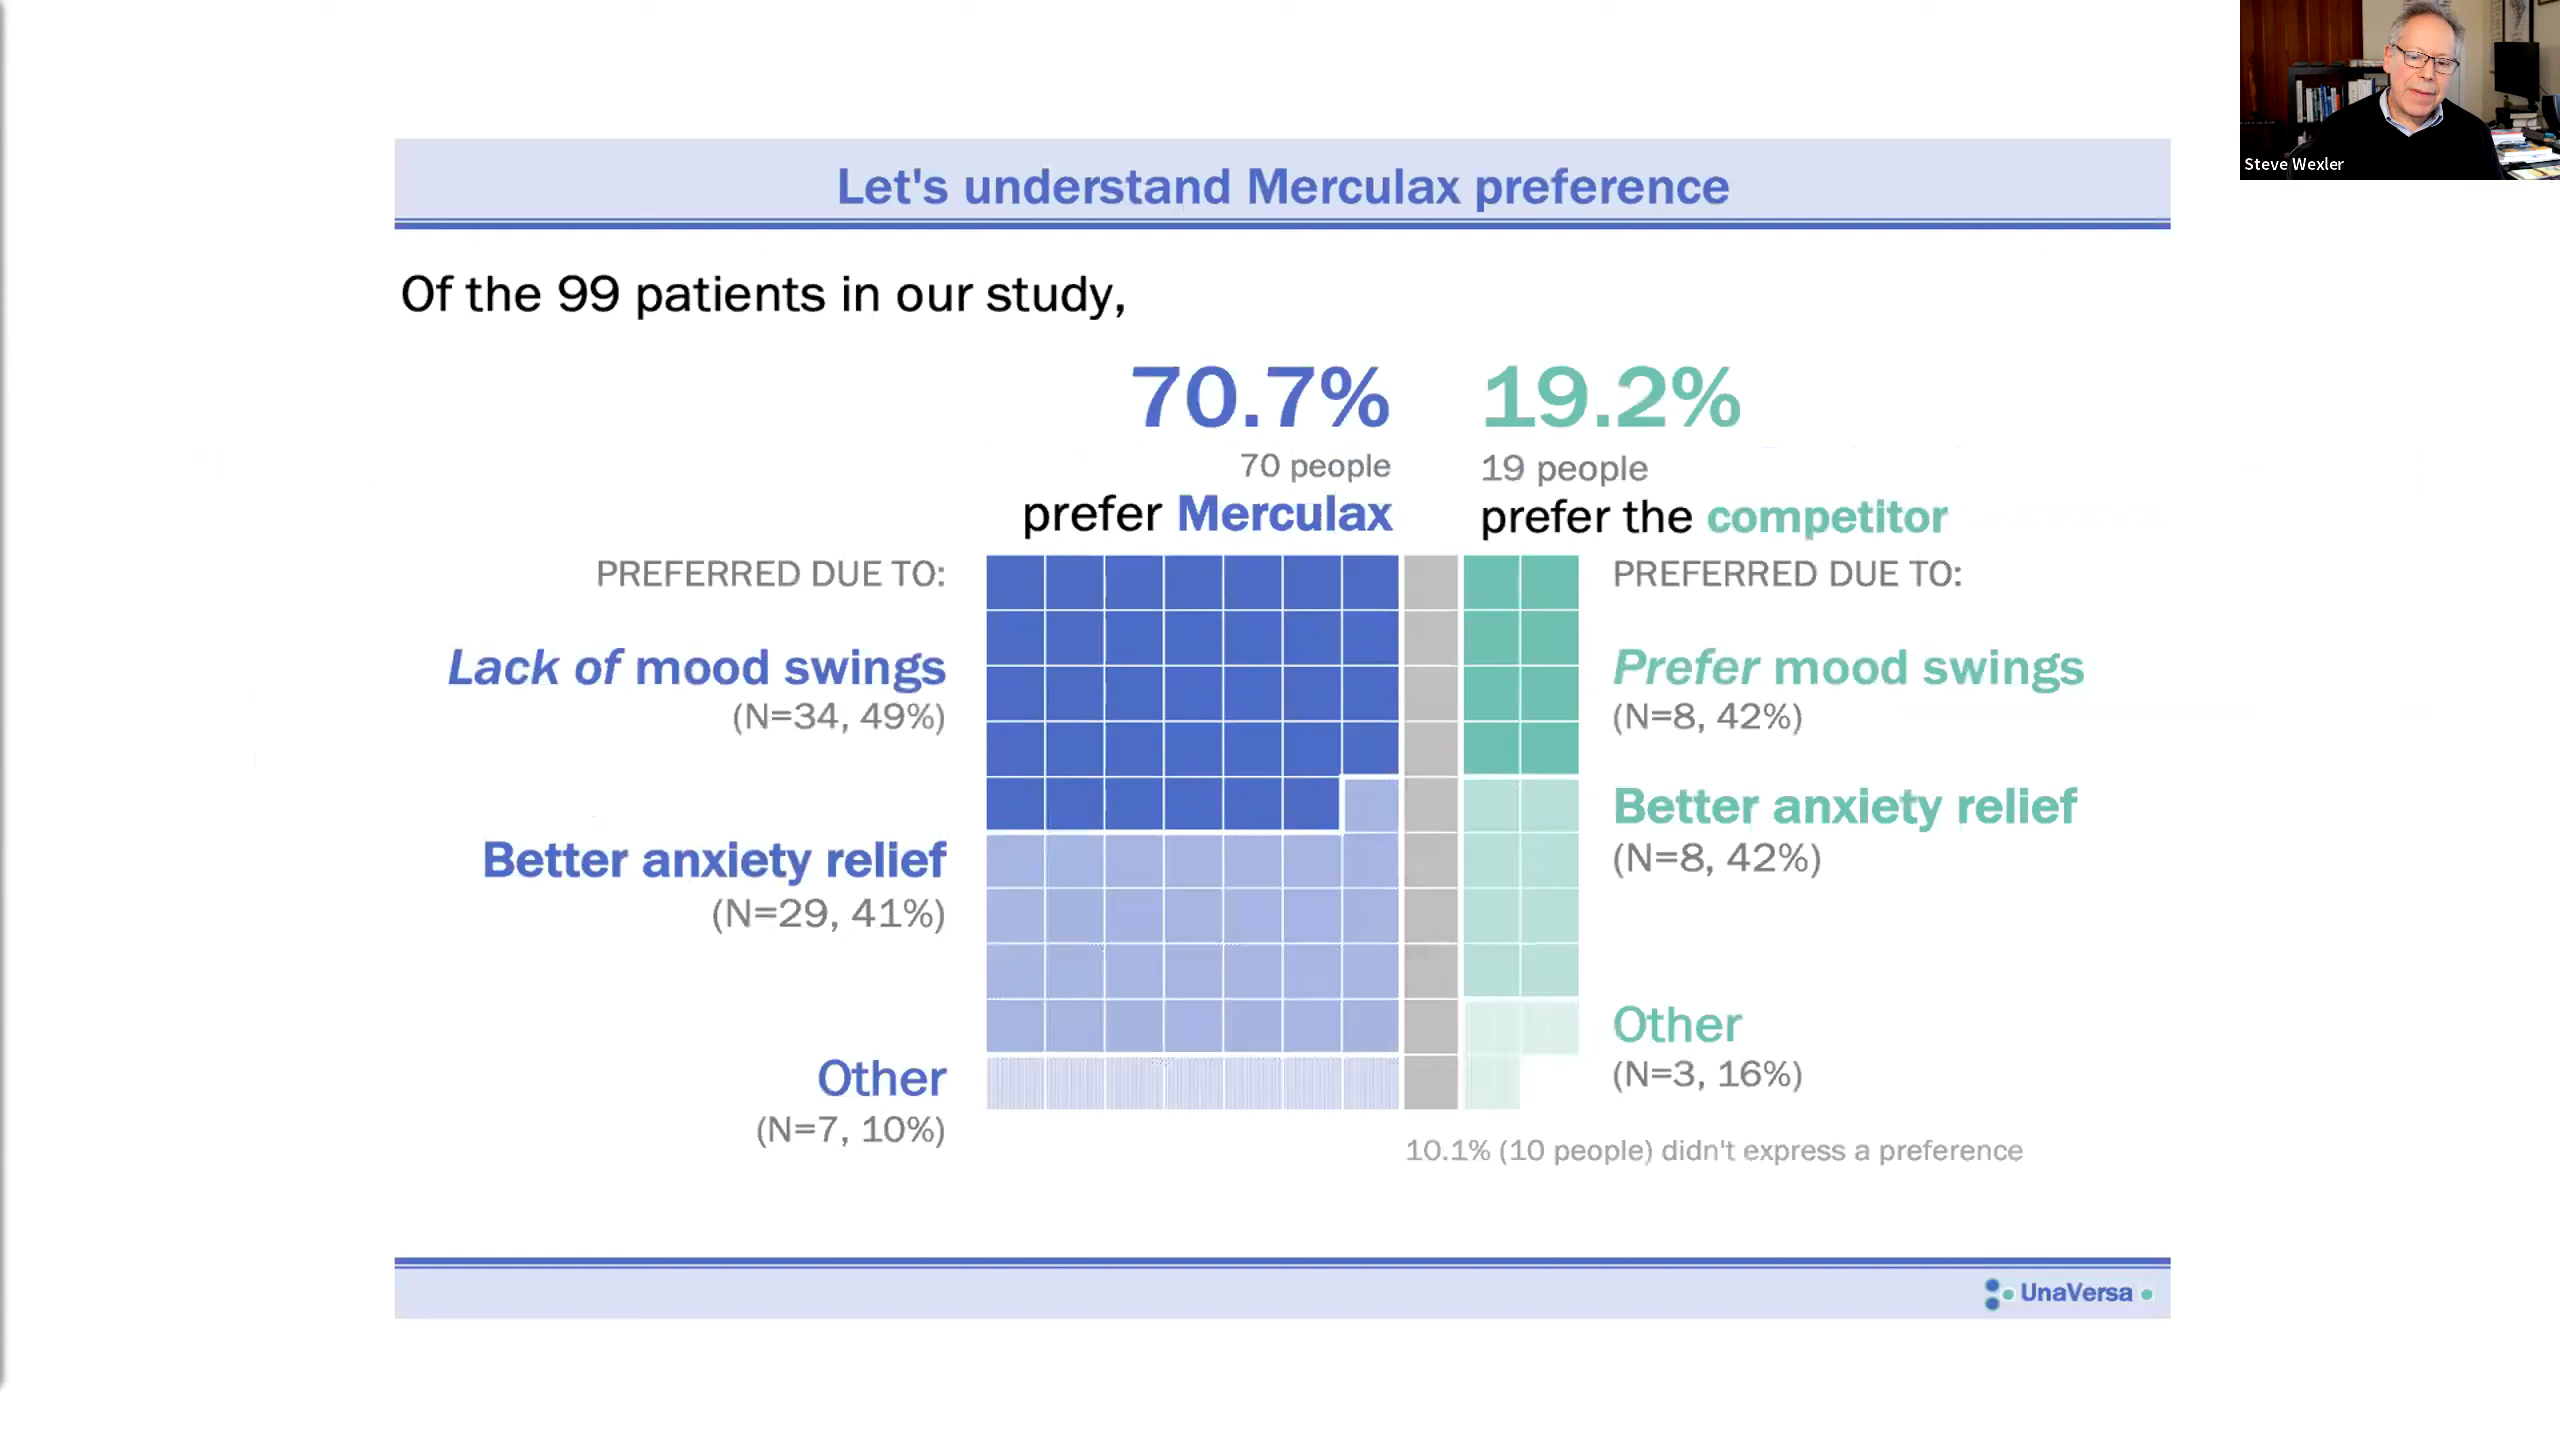 Steve Wexler
Let's understand Merculax preference
Of the 99 patients in our study,
70.7%
70 people
prefer Merculax
19.2%
19 people
prefer the competitor
PREFERRED DUE TO:
Lack of mood swings
(N=34, 49%)
Better anxiety relief
(N=29, 41%)
Other
(N=7, 10%)
PREFERRED DUE TO:
Prefer mood swings
(N=8, 42%)
Better anxiety relief
(N=8, 42%)
Other
(N=3, 16%)
10.1% (10 people) didn't express a preference
UnaVersa